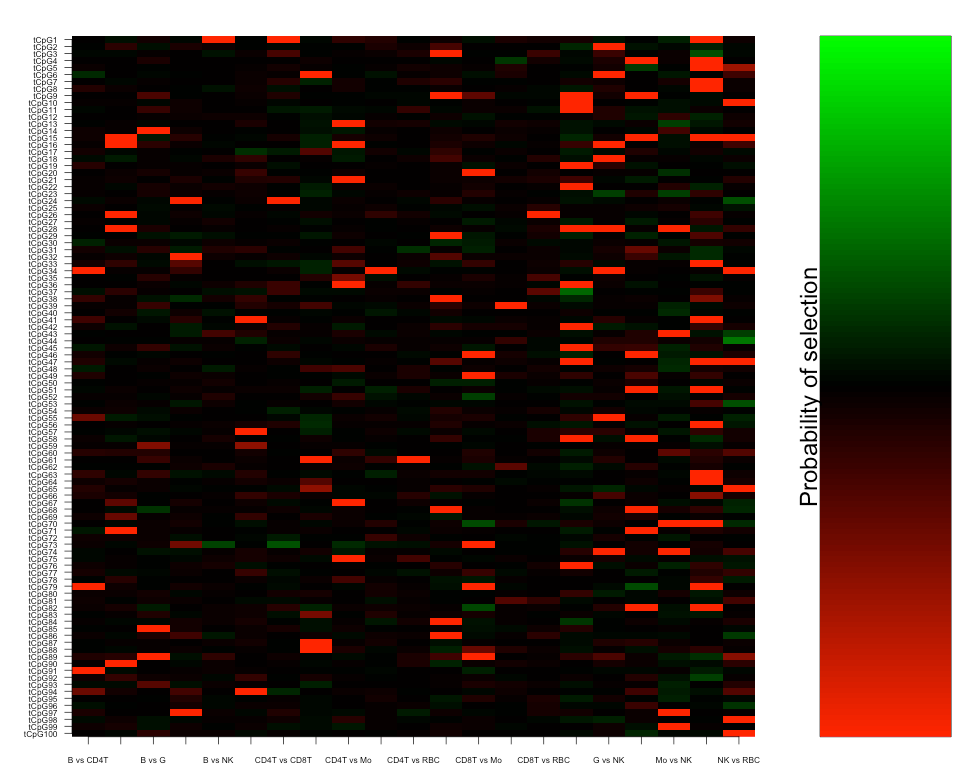 tCpG1
tCpG2
tCpG3
tCpG4
tCpG5
tCpG6
tCpG7
tCpG8
tCpG9
tCpG10
tCpG11
tCpG12
tCpG13
tCpG14
tCpG15
tCpG16
tCpG17
tCpG18
tCpG19
tCpG20
tCpG21
tCpG22
tCpG23
tCpG24
tCpG25
tCpG26
tCpG27
tCpG28
tCpG29
tCpG30
tCpG31
tCpG32
tCpG33
tCpG34
tCpG35
tCpG36
tCpG37
tCpG38
tCpG39
tCpG40
tCpG41
tCpG42
tCpG43
tCpG44
tCpG45
tCpG46
tCpG47
tCpG48
tCpG49
tCpG50
tCpG51
tCpG52
tCpG53
tCpG54
tCpG55
tCpG56
tCpG57
tCpG58
tCpG59
tCpG60
tCpG61
tCpG62
tCpG63
tCpG64
tCpG65
tCpG66
tCpG67
tCpG68
tCpG69
tCpG70
tCpG71
tCpG72
tCpG73
tCpG74
tCpG75
tCpG76
tCpG77
tCpG78
tCpG79
tCpG80
tCpG81
tCpG82
tCpG83
tCpG84
tCpG85
tCpG86
tCpG87
tCpG88
tCpG89
tCpG90
tCpG91
tCpG92
tCpG93
tCpG94
tCpG95
tCpG96
tCpG97
tCpG98
tCpG99
tCpG100
B vs CD4T B vs G B vs NK CD4T vs CD8T CD4T vs Mo CD4T vs RBC CD8T vs Mo CD8T vs RBC G vs NK Mo vs NK NK vs RBC
Probability of selection